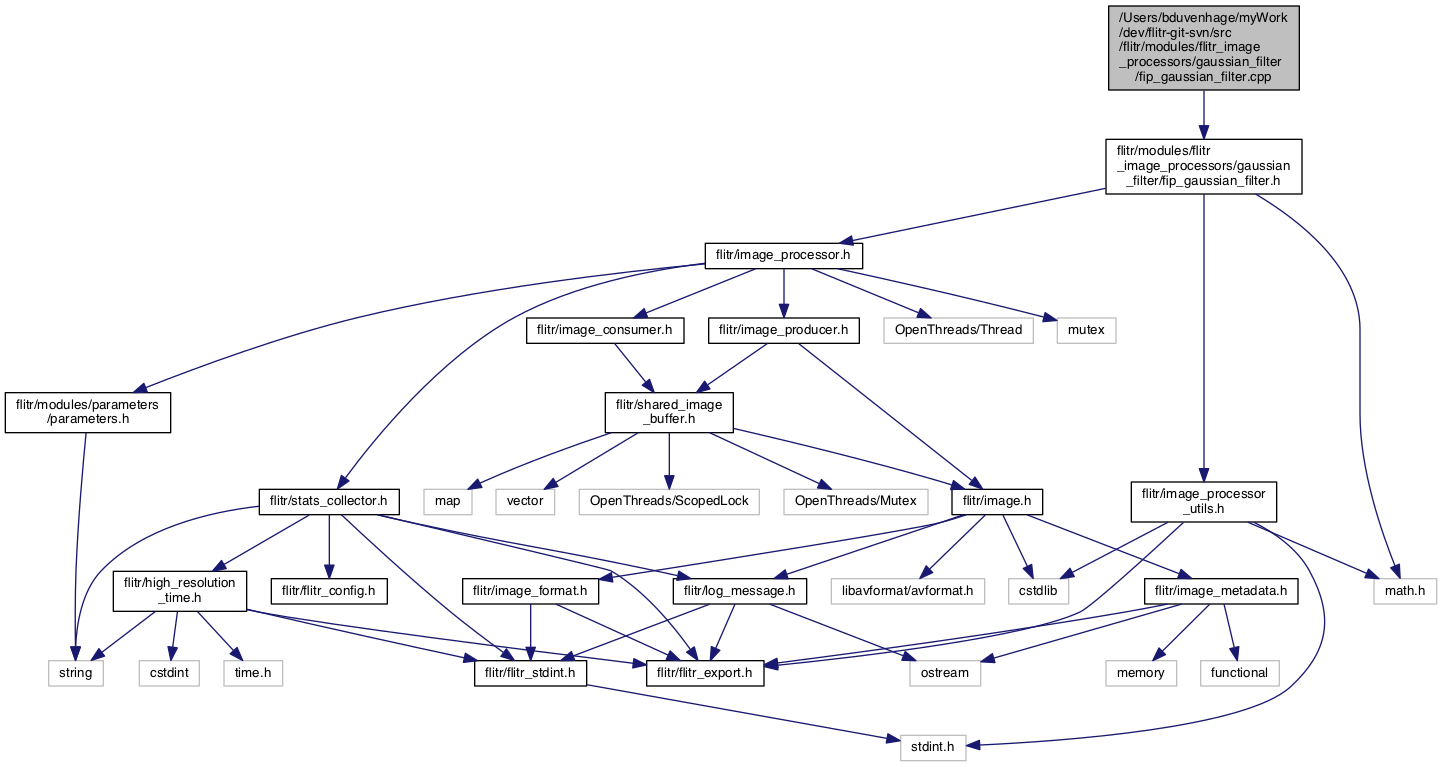 /Users/bduvenhage/myWork
/dev/flitr-git-svn/src
/flitr/modules/flitr_image
_processors/gaussian_filter
/fip_gaussian_filter.cpp
flitr/modules/flitr
_image_processors/gaussian
_filter/fip_gaussian_filter.h
flitr/image_processor.h
flitr/image_consumer.h
flitr/image_producer.h
OpenThreads/Thread
mutex
flitr/modules/parameters
/parameters.h
flitr/shared_image
_buffer.h
flitr/stats_collector.h
map
vector
OpenThreads/ScopedLock
OpenThreads/Mutex
flitr/image.h
flitr/image_processor
_utils.h
flitr/high_resolution
_time.h
flitr/flitr_config.h
flitr/image_format.h
flitr/log_message.h
libavformat/avformat.h
cstdlib
flitr/image_metadata.h
math.h
string
cstdint
time.h
flitr/flitr_stdint.h
flitr/flitr_export.h
ostream
memory
functional
stdint.h